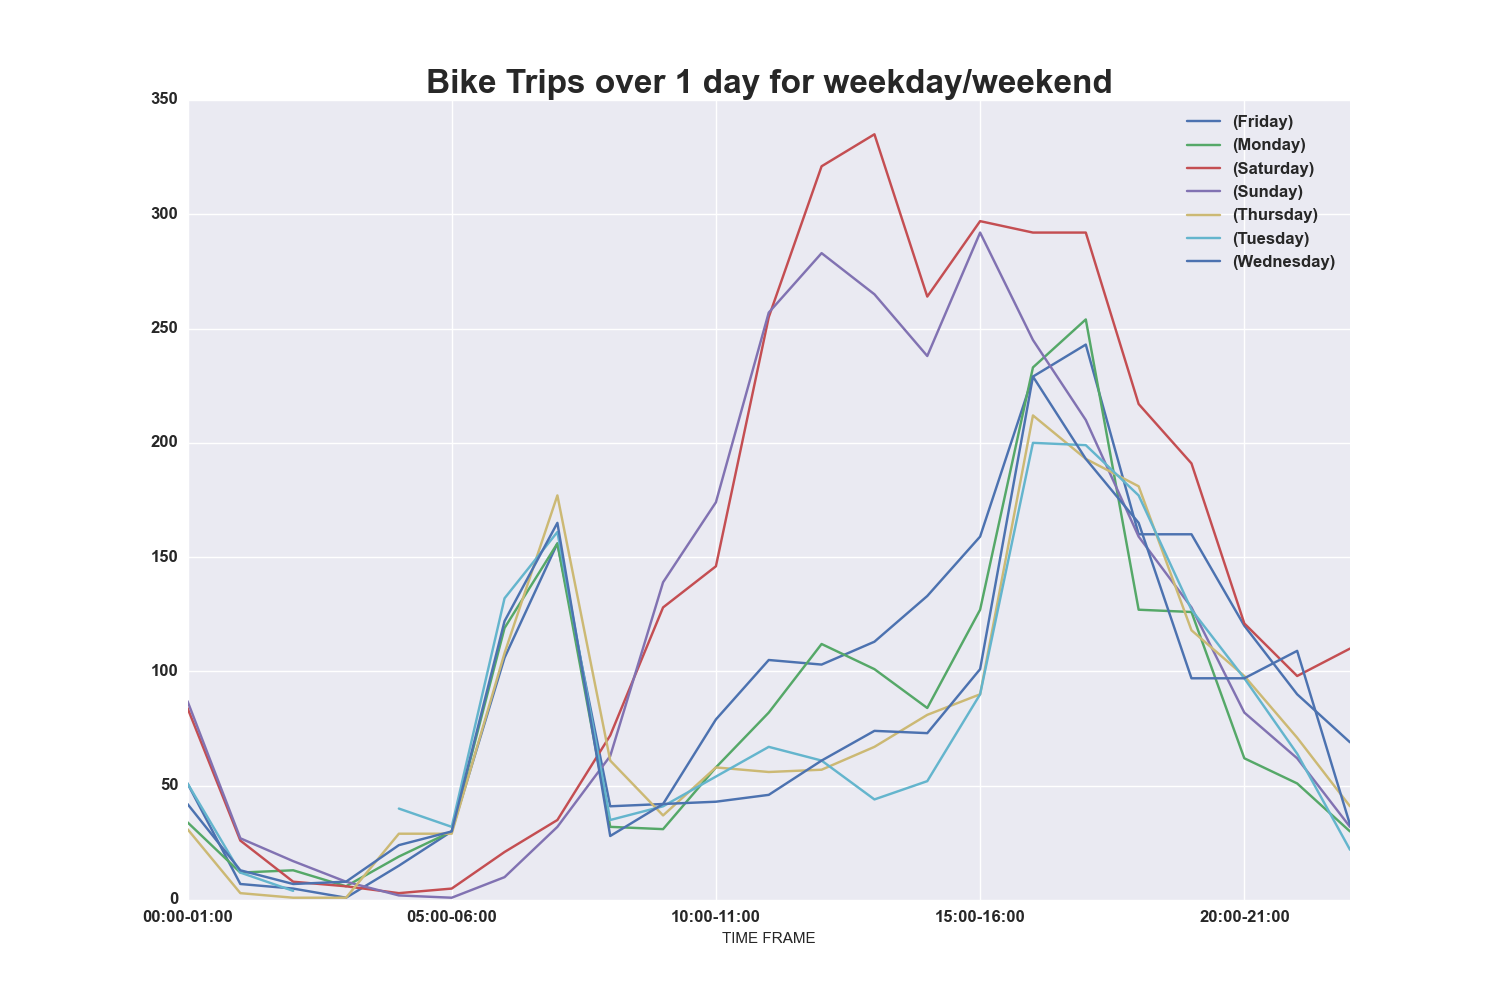 Bike Trips over 1 day for weekday/weekend
350
300
250
200
150
100
50
0
(Friday)
(Monday)
(Saturday)
(Sunday)
(Thursday)
(Tuesday)
(Wednesday)
00:00-01:00 05:00-06:00 10:00-11:00 15:00-16:00 20:00-21:00
TIME FRAME